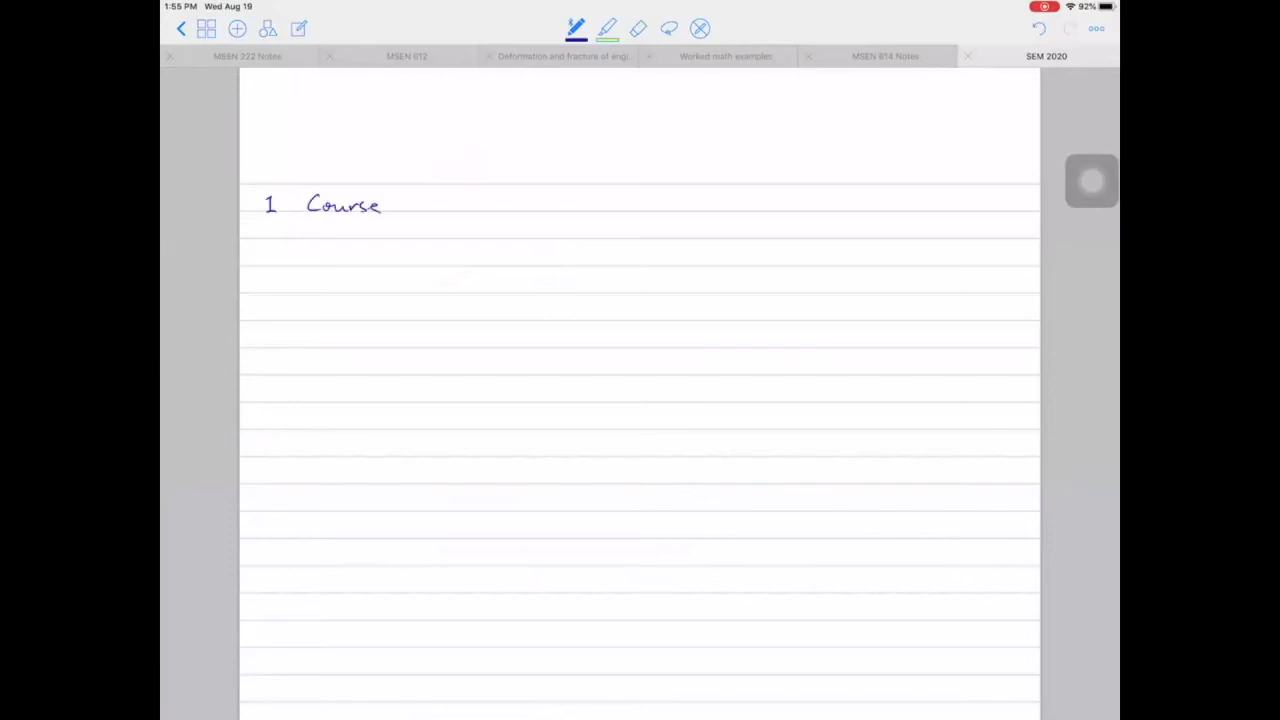 1:55 PM Wed Aug 19 92%
MSEN 222 Notes MSEN 612 Deformation and fracture of engi... Worked math examples MSEN 614 Notes SEM 2020
1 Course